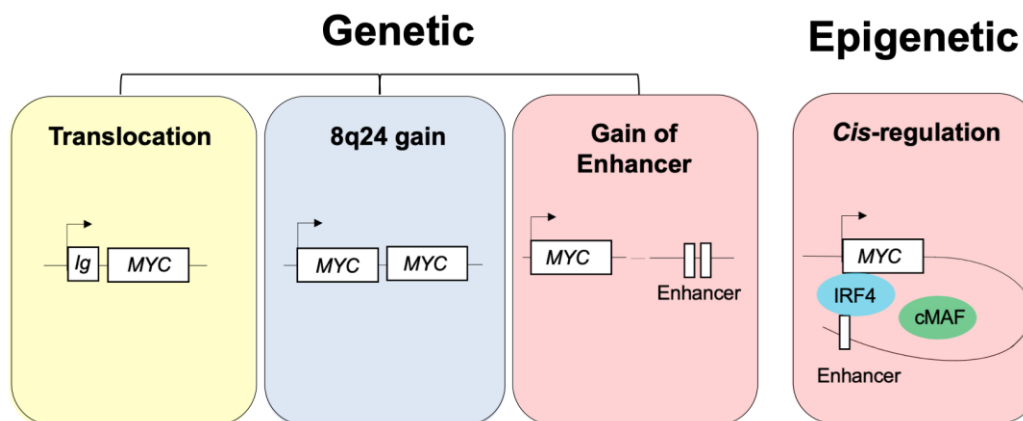 Genetic
Epigenetic
Translocation
Ig
MYC
8q24 gain
MYC
MYC
Gain of
Enhancer
MYC
Enhancer
Cis-regulation
MYC
IRF4
cMAF
Enhancer